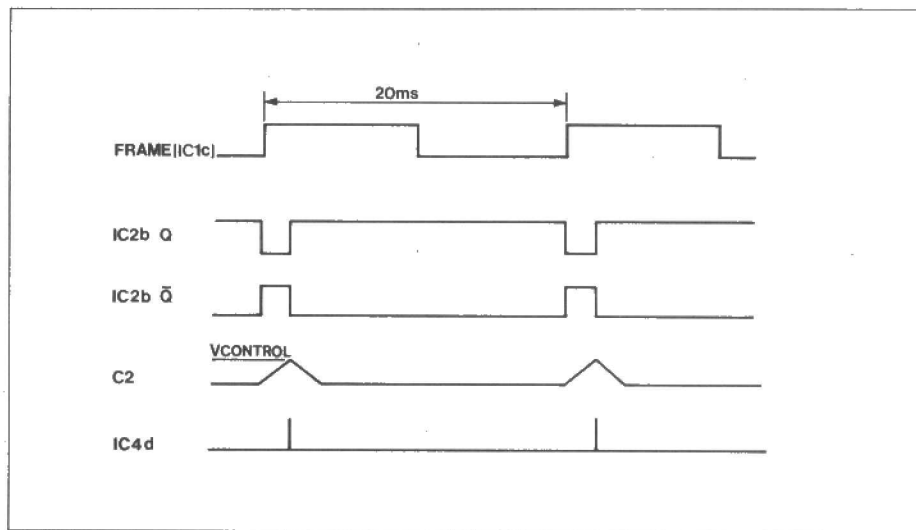 20ms
FRAME(IC1c)
IC2b Q
IC2b Q̄
VCONTROL
C2
IC4d